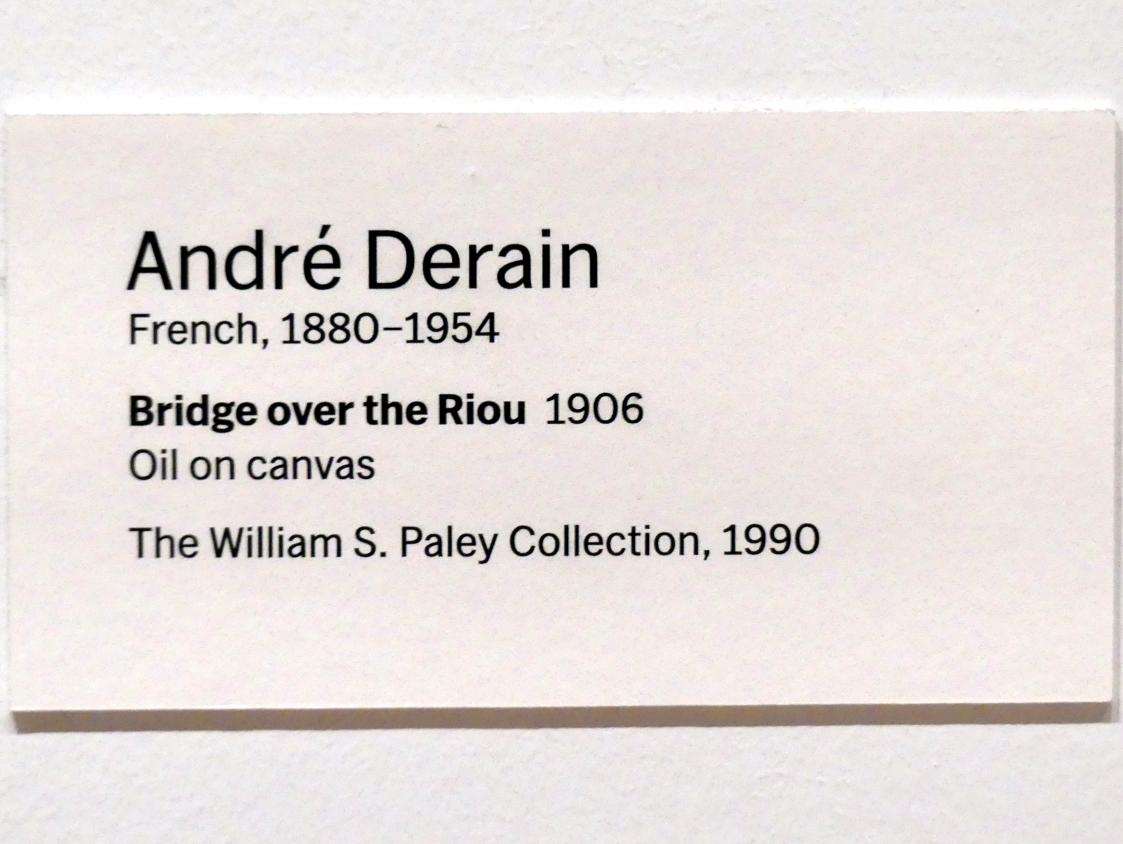 André Derain
French, 1880–1954
Bridge over the Riou 1906
Oil on canvas
The William S. Paley Collection, 1990